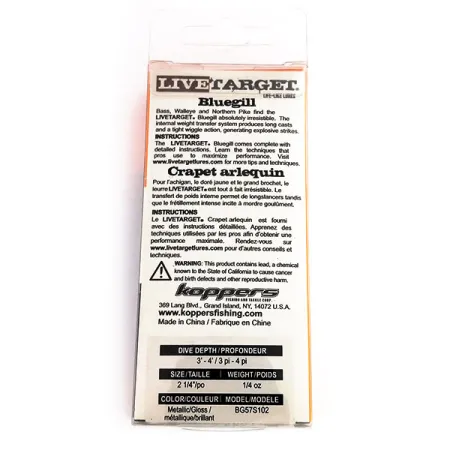 LIVETARGET®
LIFE-LIKE LURES
Bluegill
Bass, Walleye and Northern Pike find the
LIVETARGET® Bluegill absolutely irresistible. The
internal weight transfer system produces long casts
and a tight wiggle action, generating explosive strikes.
INSTRUCTIONS
The LIVETARGET® Bluegill comes complete with
detailed instructions. Learn the techniques that
pros use to maximize performance. Visit
www.livetargetlures.com for more tips and techniques.
Crapet arlequin
Pour l'achigan, le doré jaune et le grand brochet, le
leurre LIVETARGET® est tout à fait irrésistible. Le
transfert de poids interne permet de longstancers tandis
que le frétillement intense incite à mordre goulûment.
INSTRUCTIONS
Le LIVETARGET® Crapet arlequin est fourni
avec des instructions détaillées. Apprenez des
techniques utilisées par les pros afin d'obtenir une
performance maximale. Rendez-vous sur
www.livetargetlures.com pour d'autres conseils et
techniques.
WARNING: This product contains lead, a chemical
known to the State of California to cause cancer
and birth defects and other reproductive harm.
koppers
FISHING AND TACKLE CORP.
369 Lang Blvd., Grand Island, NY, 14072 U.S.A.
www.koppersfishing.com
Made in China / Fabrique en Chine
DIVE DEPTH/PROFONDEUR
3' - 4' / 3 pi - 4 pi
SIZE/TAILLE WEIGHT/POIDS
2 1/4"/po 1/4 oz
COLOR/COULEUR MODEL/MODELE
Metallic/Gloss / BG57S102
métallique/brillant